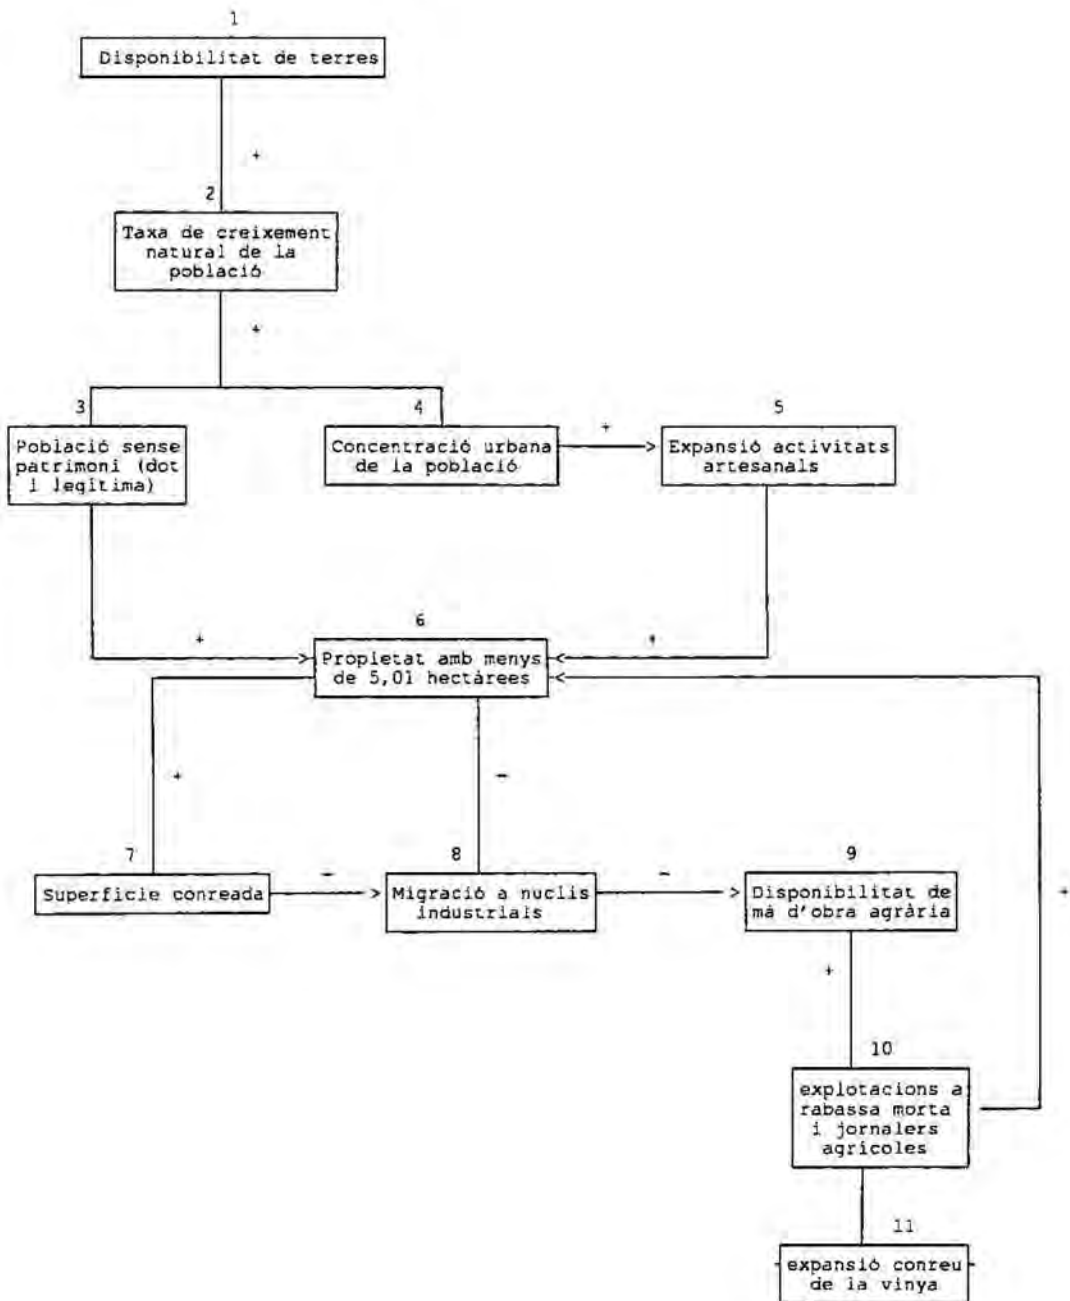 1
Disponibilitat de terres
+
2
Taxa de creixement
natural de la
població
+
3
Població sense
patrimoni (dot
i legítima)
4
Concentració urbana
de la població
+
5
Expansió activitats
artesanals
+
6
Propietat amb menys
de 5,01 hectàrees
+
+
-
7
Superfície conreada
-
8
Migració a nuclis
industrials
-
9
Disponibilitat de
mà d'obra agrària
+
+
10
explotacions a
rabassa morta
i jornalers
agrícoles
11
expansió conreu
de la vinya